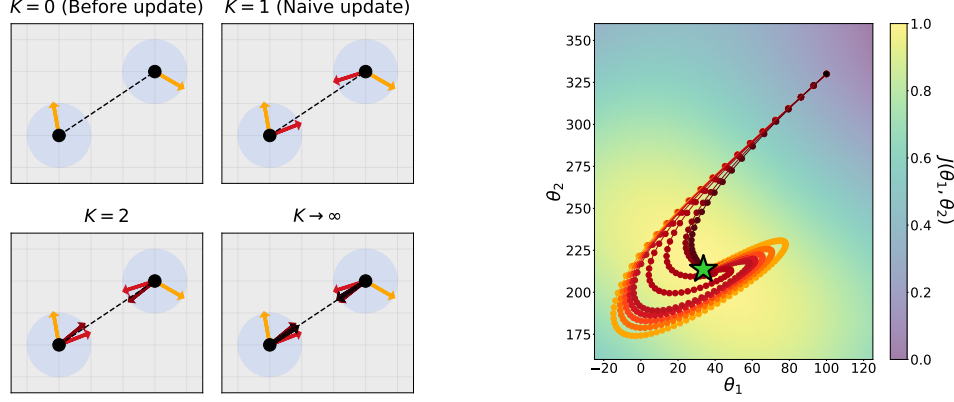 K = 0 (Before update)
K = 1 (Naive update)
K = 2
K → ∞
360
350
325
300
275
250
225
200
175
θ₂
−20 0 20 40 60 80 100 120
θ₁
1.0
0.8
0.6
0.4
0.2
0.0
J(θ₁, θ₂)